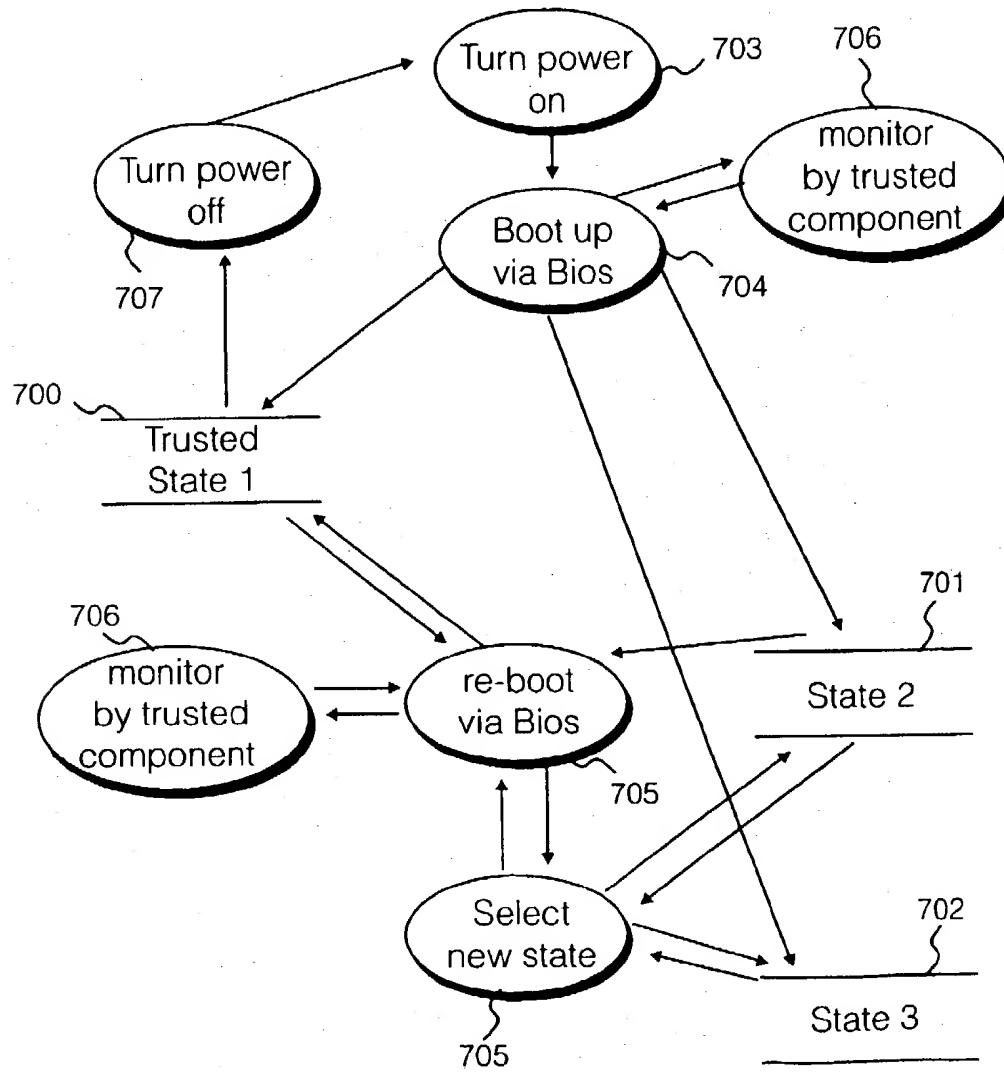 Turn power
on
703
706
monitor
by trusted
component
Turn power
off
707
Boot up
via Bios
704
700
Trusted
State 1
706
monitor
by trusted
component
re-boot
via Bios
705
701
State 2
Select
new state
705
702
State 3